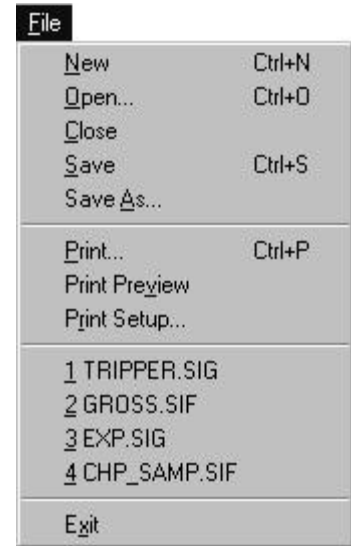 File
New Ctrl+N
Open... Ctrl+O
Close
Save Ctrl+S
Save As...
Print... Ctrl+P
Print Preview
Print Setup...
1 TRIPPER.SIG
2 GROSS.SIF
3 EXP.SIG
4 CHP_SAMP.SIF
Exit